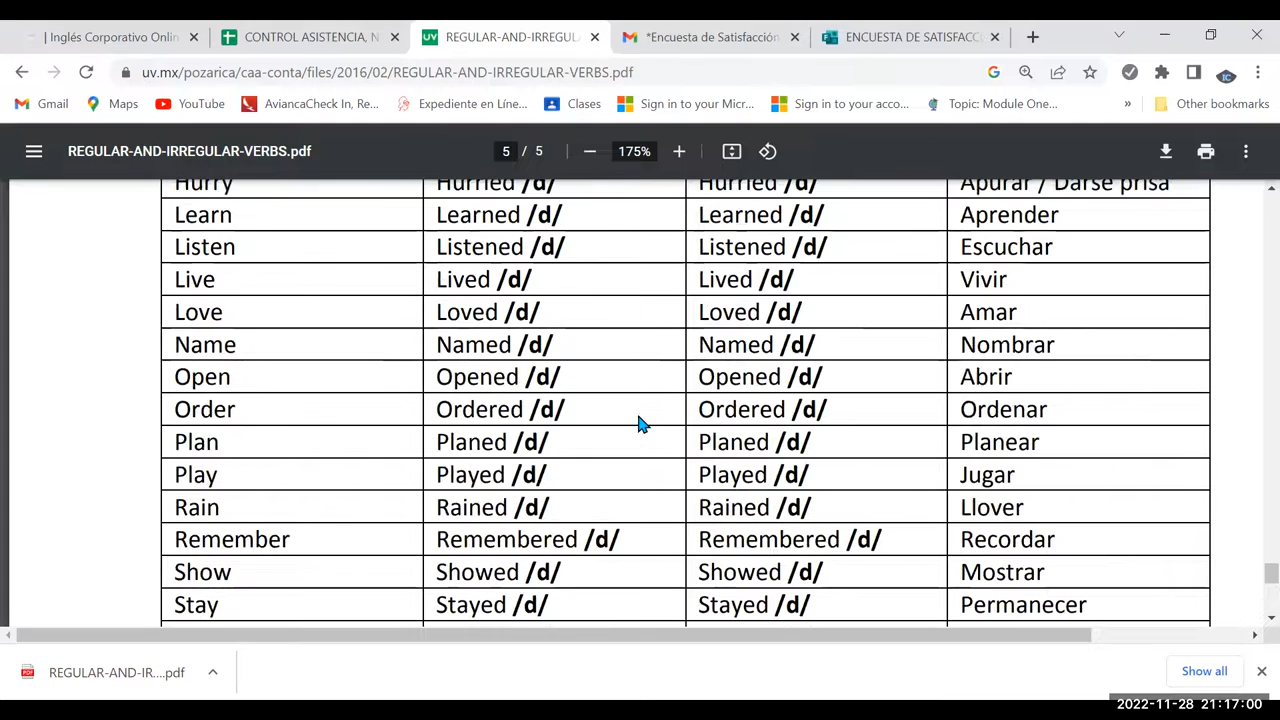 | Inglés Corporativo Onlin
CONTROL ASISTENCIA, N
REGULAR-AND-IRREGUL
*Encuesta de Satisfacción
ENCUESTA DE SATISFACC
uv.mx/pozarica/caa-conta/files/2016/02/REGULAR-AND-IRREGULAR-VERBS.pdf
Gmail Maps YouTube AviancaCheck In, Re... Expediente en Líne... Clases Sign in to your Micr... Sign in to your acco... Topic: Module One... » Other bookmarks
REGULAR-AND-IRREGULAR-VERBS.pdf 5 / 5 175%
Hurry Hurried /d/ Hurried /d/ Apurar / Darse prisa
Learn Learned /d/ Learned /d/ Aprender
Listen Listened /d/ Listened /d/ Escuchar
Live Lived /d/ Lived /d/ Vivir
Love Loved /d/ Loved /d/ Amar
Name Named /d/ Named /d/ Nombrar
Open Opened /d/ Opened /d/ Abrir
Order Ordered /d/ Ordered /d/ Ordenar
Plan Planed /d/ Planed /d/ Planear
Play Played /d/ Played /d/ Jugar
Rain Rained /d/ Rained /d/ Llover
Remember Remembered /d/ Remembered /d/ Recordar
Show Showed /d/ Showed /d/ Mostrar
Stay Stayed /d/ Stayed /d/ Permanecer
REGULAR-AND-IR....pdf Show all
2022-11-28 21:17:00